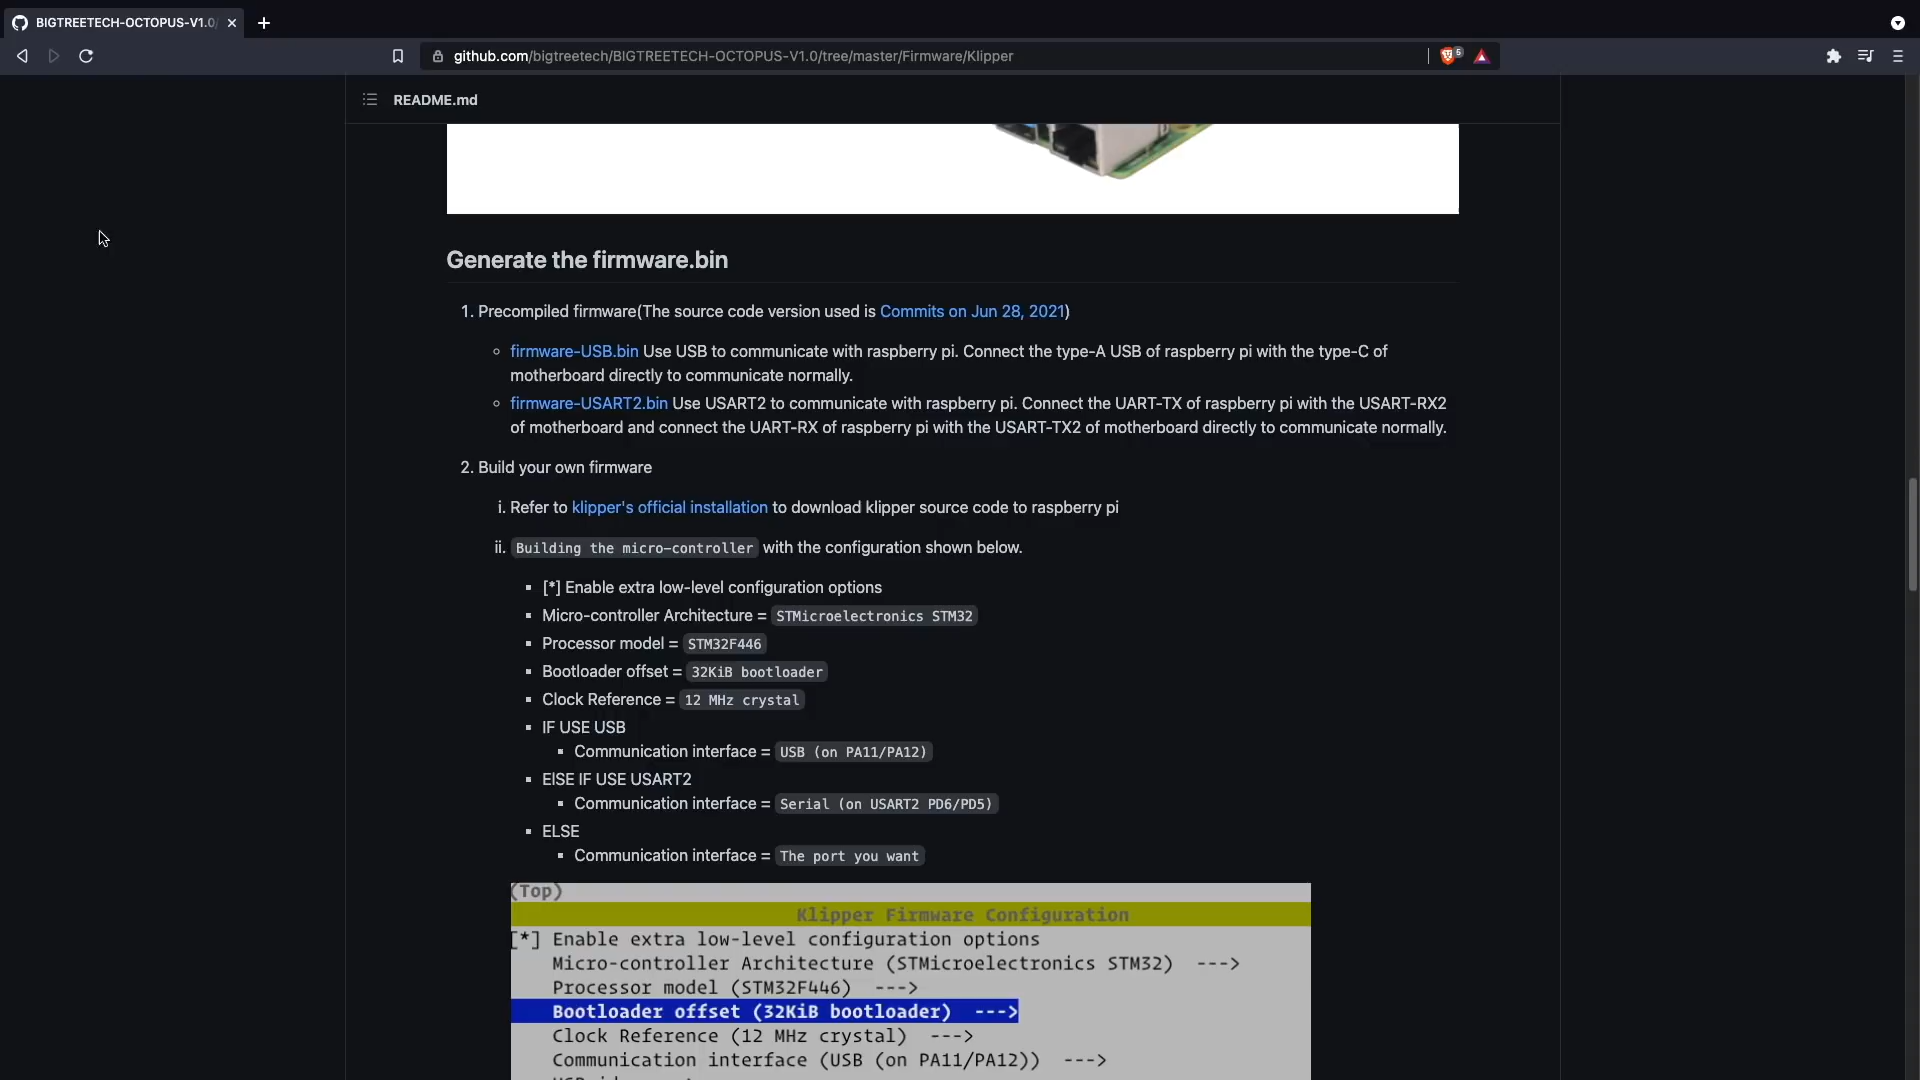 BIGTREETECH-OCTOPUS-V1.0
github.com/bigtreetech/BIGTREETECH-OCTOPUS-V1.0/tree/master/Firmware/Klipper
5
README.md
Generate the firmware.bin
1. Precompiled firmware(The source code version used is Commits on Jun 28, 2021)
firmware-USB.bin Use USB to communicate with raspberry pi. Connect the type-A USB of raspberry pi with the type-C of
motherboard directly to communicate normally.
firmware-USART2.bin Use USART2 to communicate with raspberry pi. Connect the UART-TX of raspberry pi with the USART-RX2
of motherboard and connect the UART-RX of raspberry pi with the USART-TX2 of motherboard directly to communicate normally.
2. Build your own firmware
i. Refer to klipper's official installation to download klipper source code to raspberry pi
ii. Building the micro-controller with the configuration shown below.
[*] Enable extra low-level configuration options
Micro-controller Architecture = STMicroelectronics STM32
Processor model = STM32F446
Bootloader offset = 32KiB bootloader
Clock Reference = 12 MHz crystal
IF USE USB
Communication interface = USB (on PA11/PA12)
ElSE IF USE USART2
Communication interface = Serial (on USART2 PD6/PD5)
ELSE
Communication interface = The port you want
(Top)
Klipper Firmware Configuration
[*] Enable extra low-level configuration options
Micro-controller Architecture (STMicroelectronics STM32) --->
Processor model (STM32F446) --->
Bootloader offset (32KiB bootloader) --->
Clock Reference (12 MHz crystal) --->
Communication interface (USB (on PA11/PA12)) --->